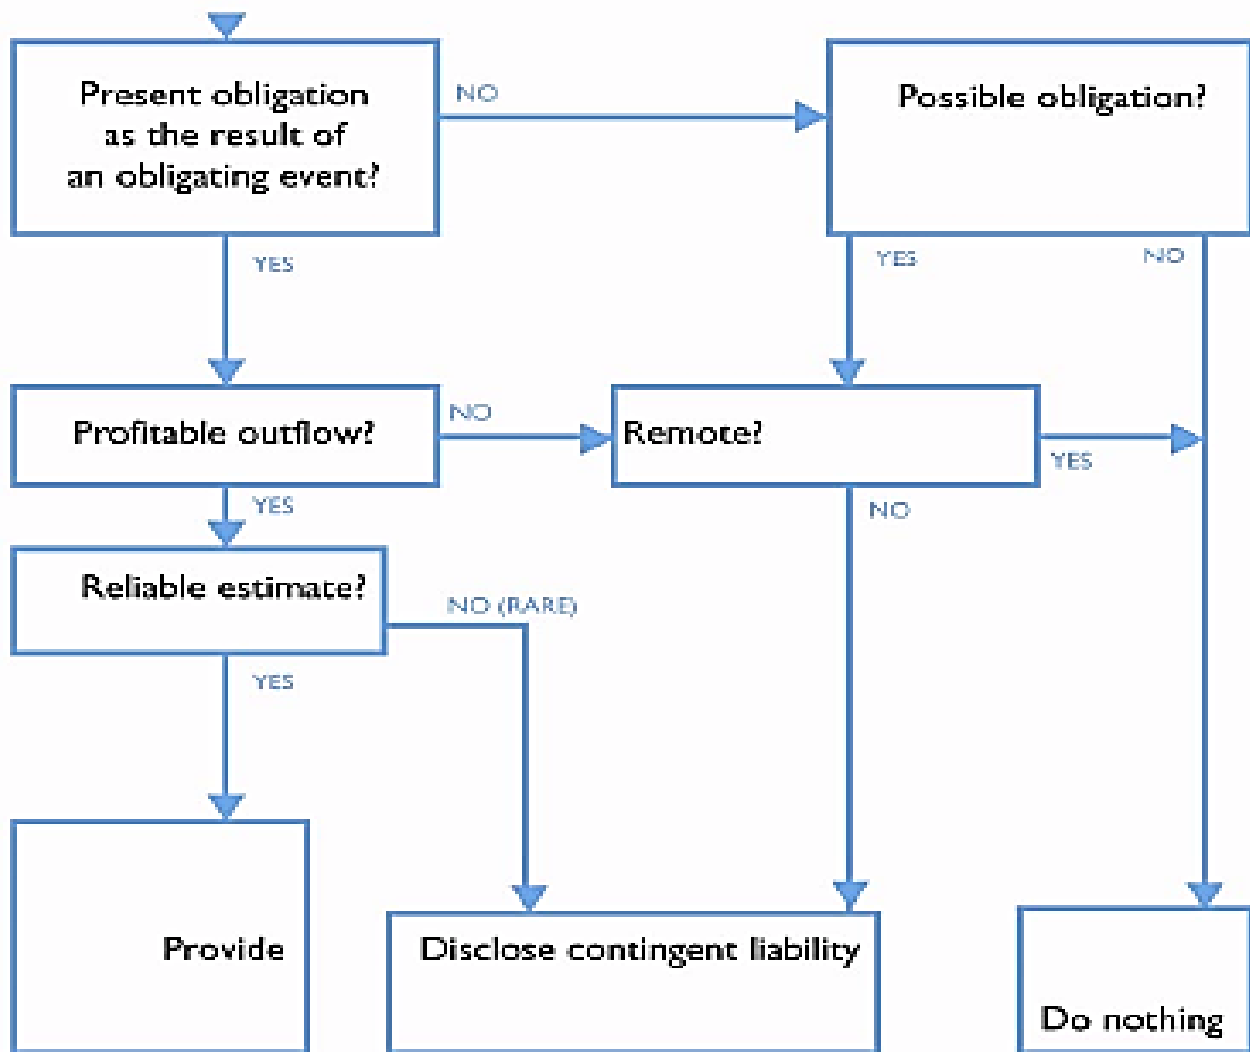 Present obligation
as the result of
an obligating event?
NO
Possible obligation?
YES
YES
NO
Profitable outflow?
NO
Remote?
YES
YES
NO
Reliable estimate?
NO (RARE)
YES
Provide
Disclose contingent liability
Do nothing